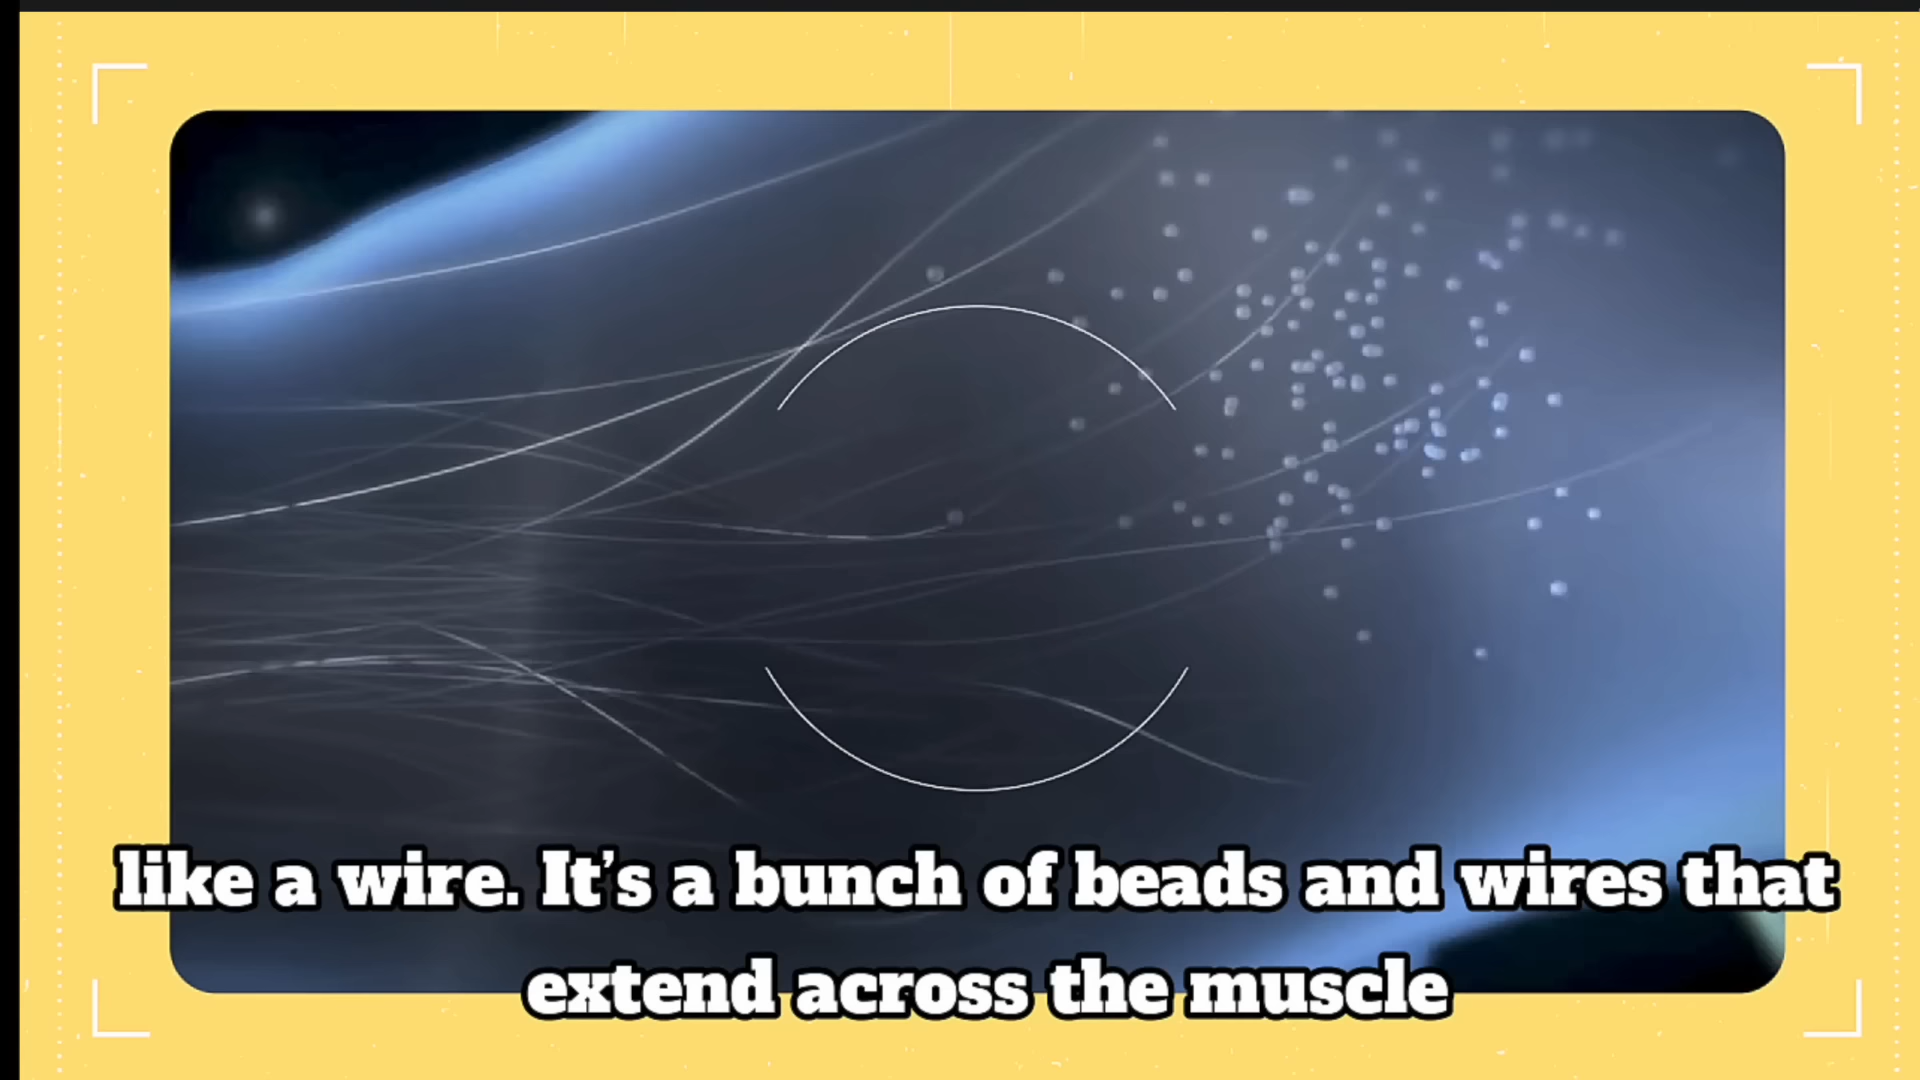 like a wire. It's a bunch of beads and wires that
extend across the muscle